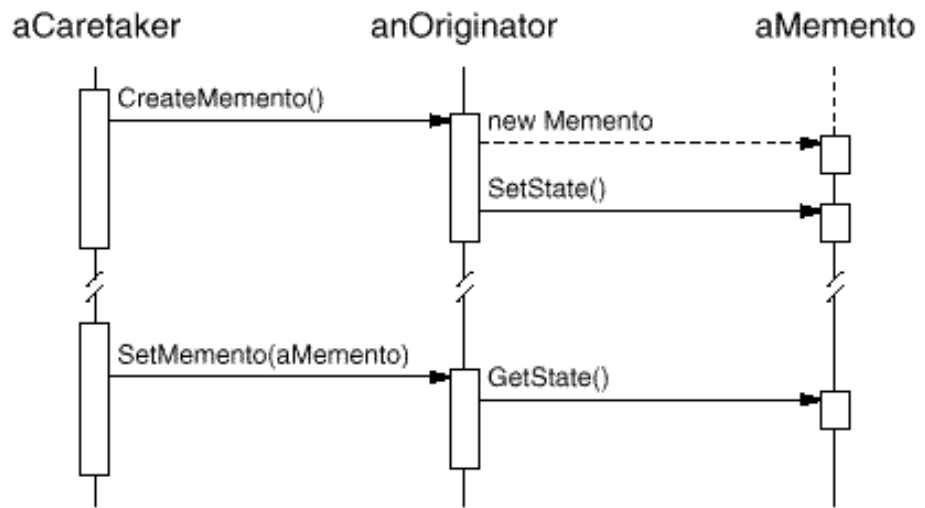 aCaretaker anOriginator aMemento
CreateMemento()
new Memento
SetState()
SetMemento(aMemento)
GetState()